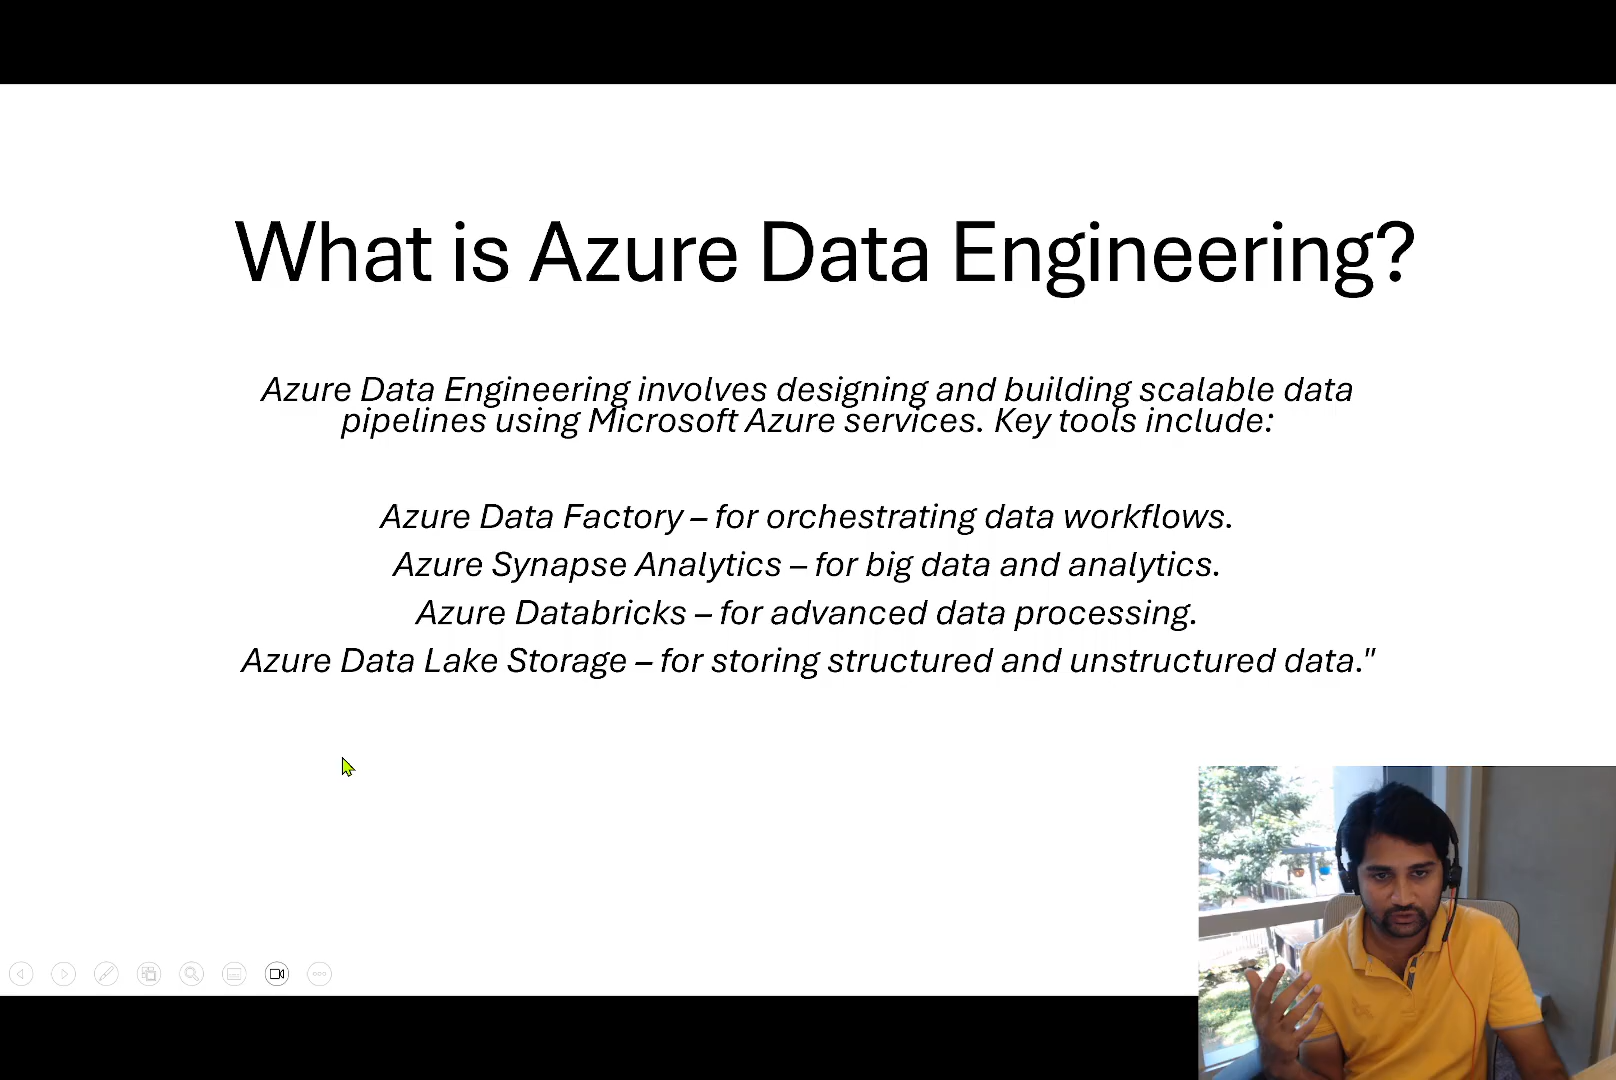 What is Azure Data Engineering?
Azure Data Engineering involves designing and building scalable data
pipelines using Microsoft Azure services. Key tools include:
Azure Data Factory – for orchestrating data workflows.
Azure Synapse Analytics – for big data and analytics.
Azure Databricks – for advanced data processing.
Azure Data Lake Storage – for storing structured and unstructured data."